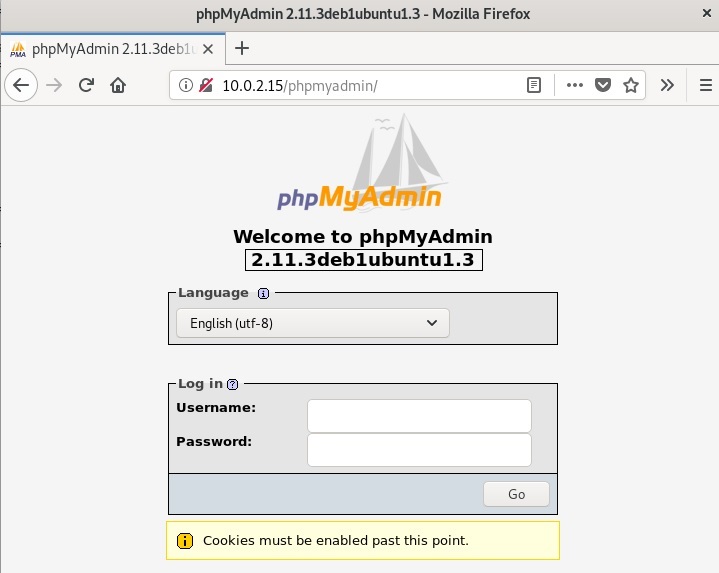 phpMyAdmin 2.11.3deb1ubuntu1.3 - Mozilla Firefox
phpMyAdmin 2.11.3deb1u
10.0.2.15/phpmyadmin/
phpMyAdmin
Welcome to phpMyAdmin
2.11.3deb1ubuntu1.3
Language
English (utf-8)
Log in
Username:
Password:
Go
Cookies must be enabled past this point.